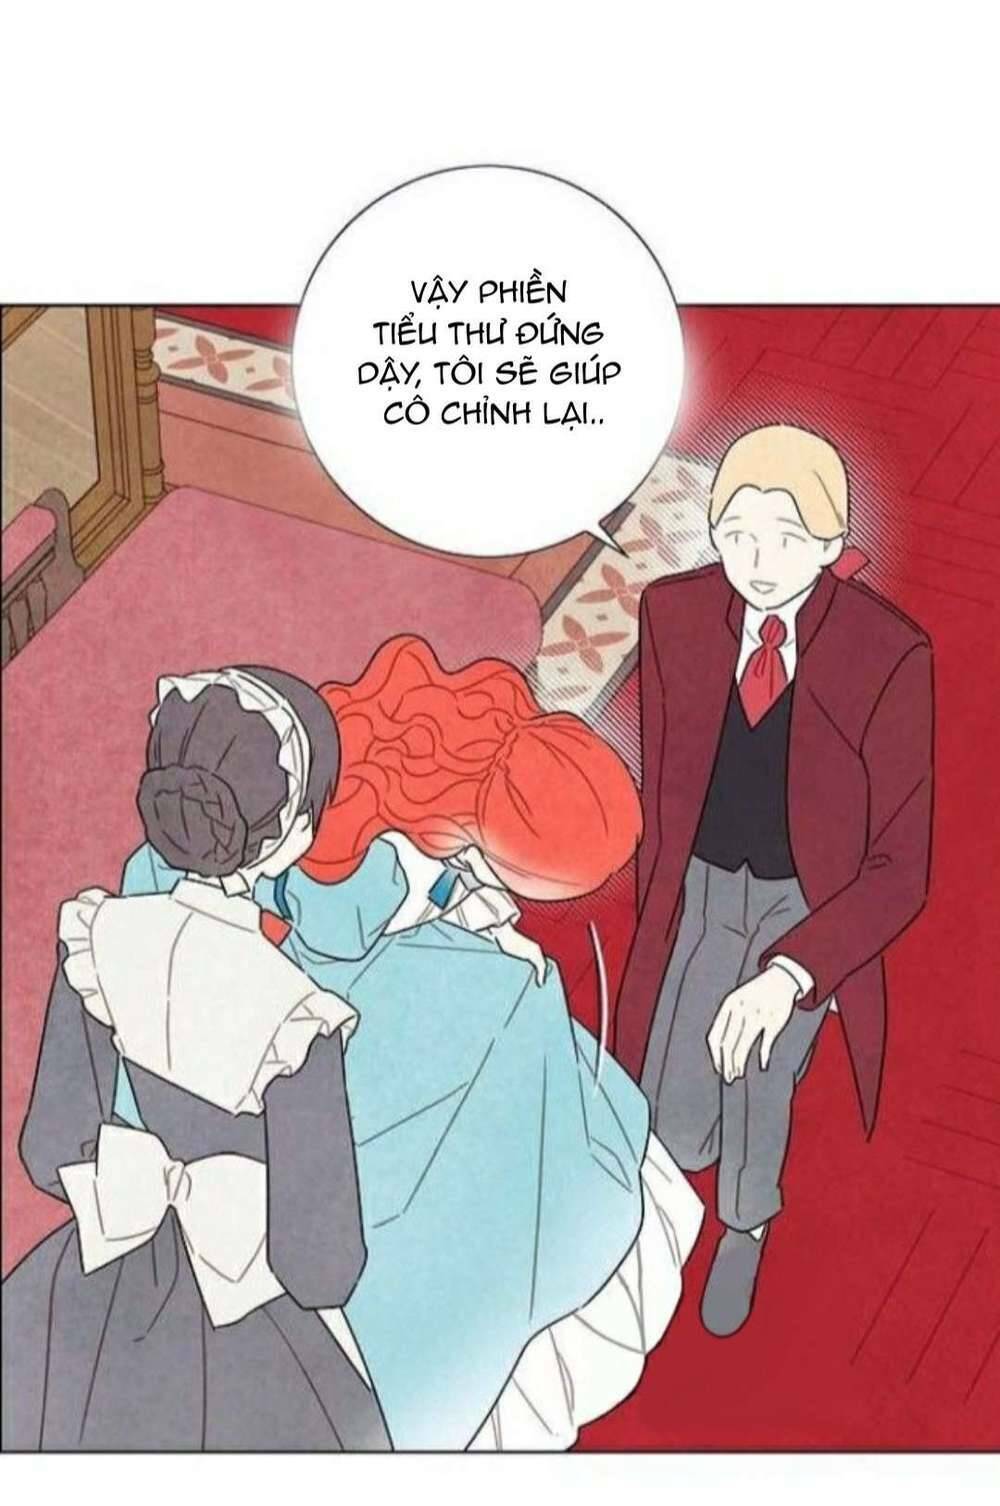 VẬY PHIỀN
TIỂU THƯ ĐỨNG
DẬY, TÔI SẼ GIÚP
CÔ CHỈNH LẠI..